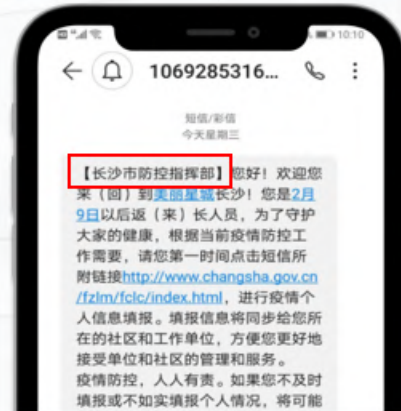 10:10
1069285316...
短信/彩信
今天星期三
【长沙市防控指挥部】您好！欢迎您
来（回）到美丽星城长沙！您是2月
9日以后返（来）长人员，为了守护
大家的健康，根据当前疫情防控工
作需要，请您第一时间点击短信所
附链接http://www.changsha.gov.cn
/fzlm/fclc/index.html，进行疫情个
人信息填报。填报信息将同步给您所
在的社区和工作单位，方便您更好地
接受单位和社区的管理和服务。
疫情防控，人人有责。如果您不及时
填报或不如实填报个人情况，将可能